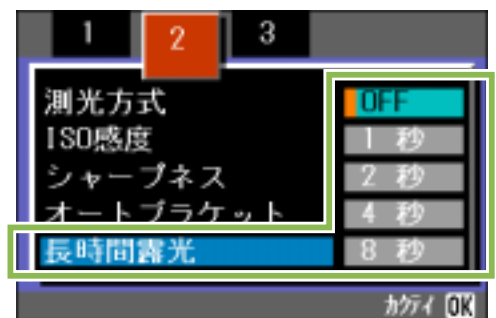 1 2 3
測光方式 OFF
ISO感度 1 秒
シャープネス 2 秒
オートブラケット 4 秒
長時間露光 8 秒
カクテイ OK